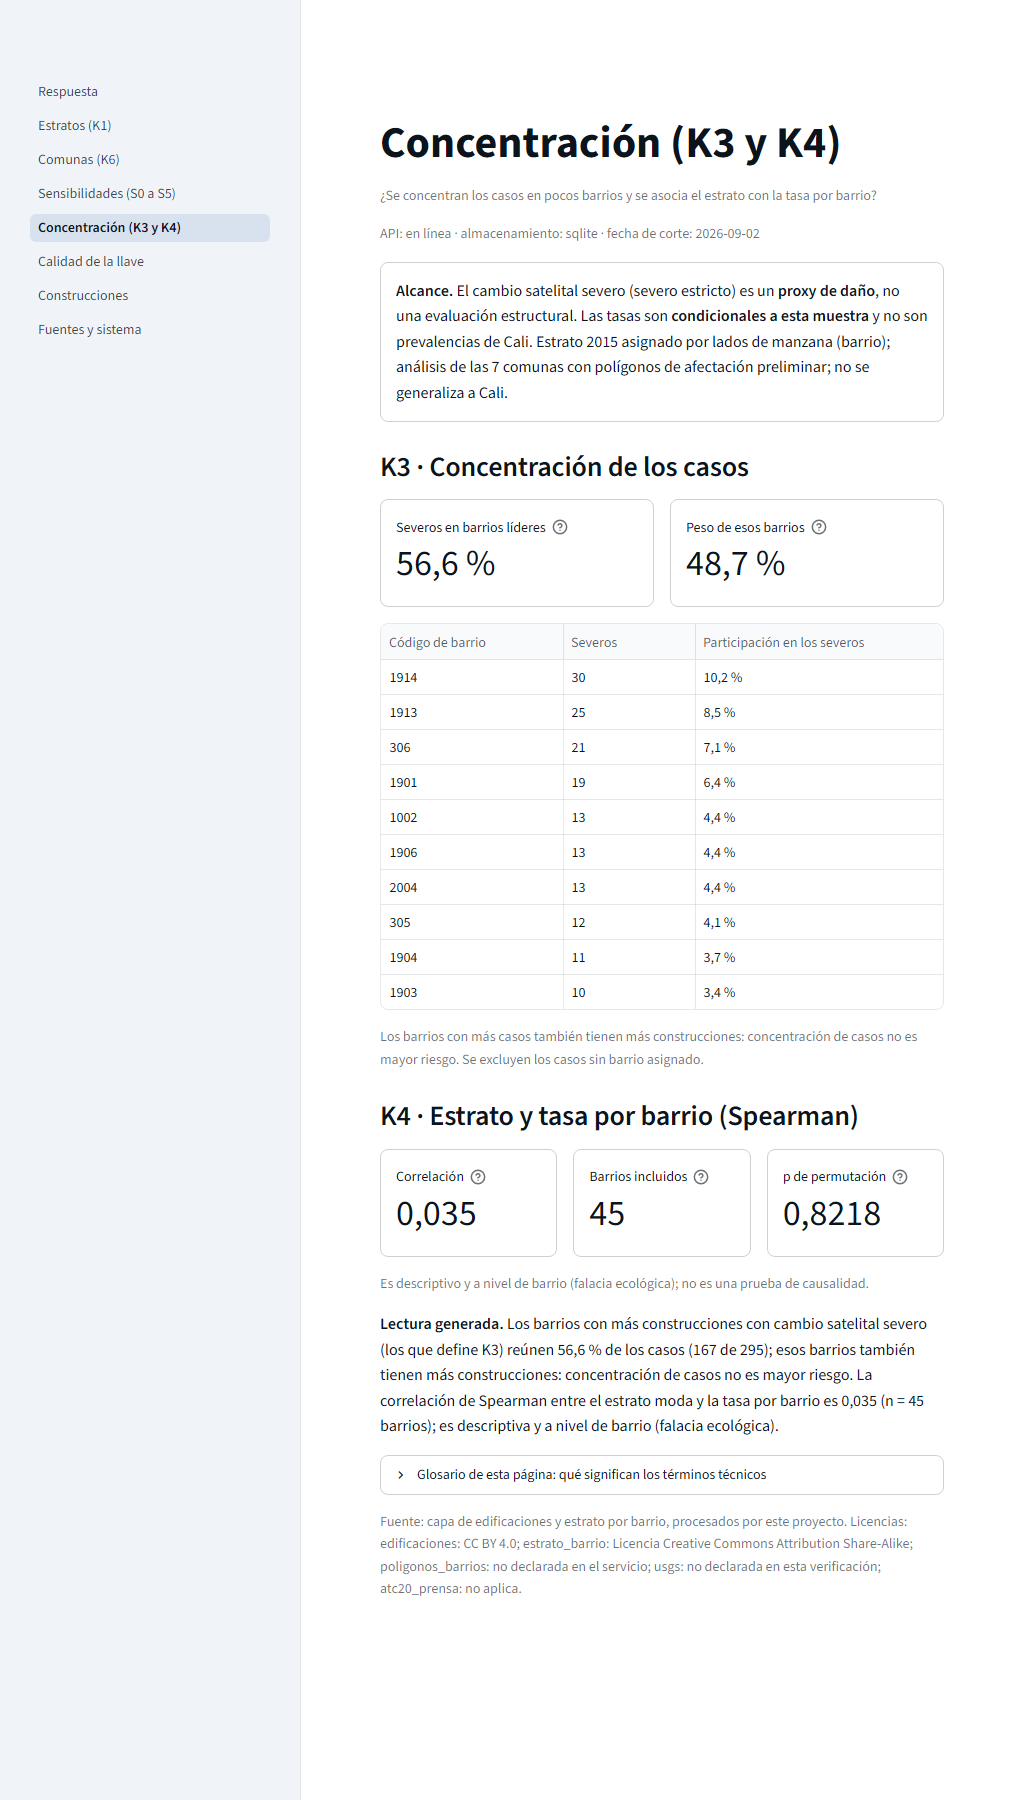 Respuesta
Estratos (K1)
Comunas (K6)
Sensibilidades (S0 a S5)
Concentración (K3 y K4)
Calidad de la llave
Construcciones
Fuentes y sistema
Concentración (K3 y K4)
¿Se concentran los casos en pocos barrios y se asocia el estrato con la tasa por barrio?
API: en línea · almacenamiento: sqlite · fecha de corte: 2026-09-02
Alcance. El cambio satelital severo (severo estricto) es un proxy de daño, no
una evaluación estructural. Las tasas son condicionales a esta muestra y no son
prevalencias de Cali. Estrato 2015 asignado por lados de manzana (barrio);
análisis de las 7 comunas con polígonos de afectación preliminar; no se
generaliza a Cali.
K3 · Concentración de los casos
Severos en barrios líderes
56,6 %
Peso de esos barrios
48,7 %
Código de barrio Severos Participación en los severos
1914 30 10,2 %
1913 25 8,5 %
306 21 7,1 %
1901 19 6,4 %
1002 13 4,4 %
1906 13 4,4 %
2004 13 4,4 %
305 12 4,1 %
1904 11 3,7 %
1903 10 3,4 %
Los barrios con más casos también tienen más construcciones: concentración de casos no es
mayor riesgo. Se excluyen los casos sin barrio asignado.
K4 · Estrato y tasa por barrio (Spearman)
Correlación
0,035
Barrios incluidos
45
p de permutación
0,8218
Es descriptivo y a nivel de barrio (falacia ecológica); no es una prueba de causalidad.
Lectura generada. Los barrios con más construcciones con cambio satelital severo
(los que define K3) reúnen 56,6 % de los casos (167 de 295); esos barrios también
tienen más construcciones: concentración de casos no es mayor riesgo. La
correlación de Spearman entre el estrato moda y la tasa por barrio es 0,035 (n = 45
barrios); es descriptiva y a nivel de barrio (falacia ecológica).
Glosario de esta página: qué significan los términos técnicos
Fuente: capa de edificaciones y estrato por barrio, procesados por este proyecto. Licencias:
edificaciones: CC BY 4.0; estrato_barrio: Licencia Creative Commons Attribution Share-Alike;
poligonos_barrios: no declarada en el servicio; usgs: no declarada en esta verificación;
atc20_prensa: no aplica.